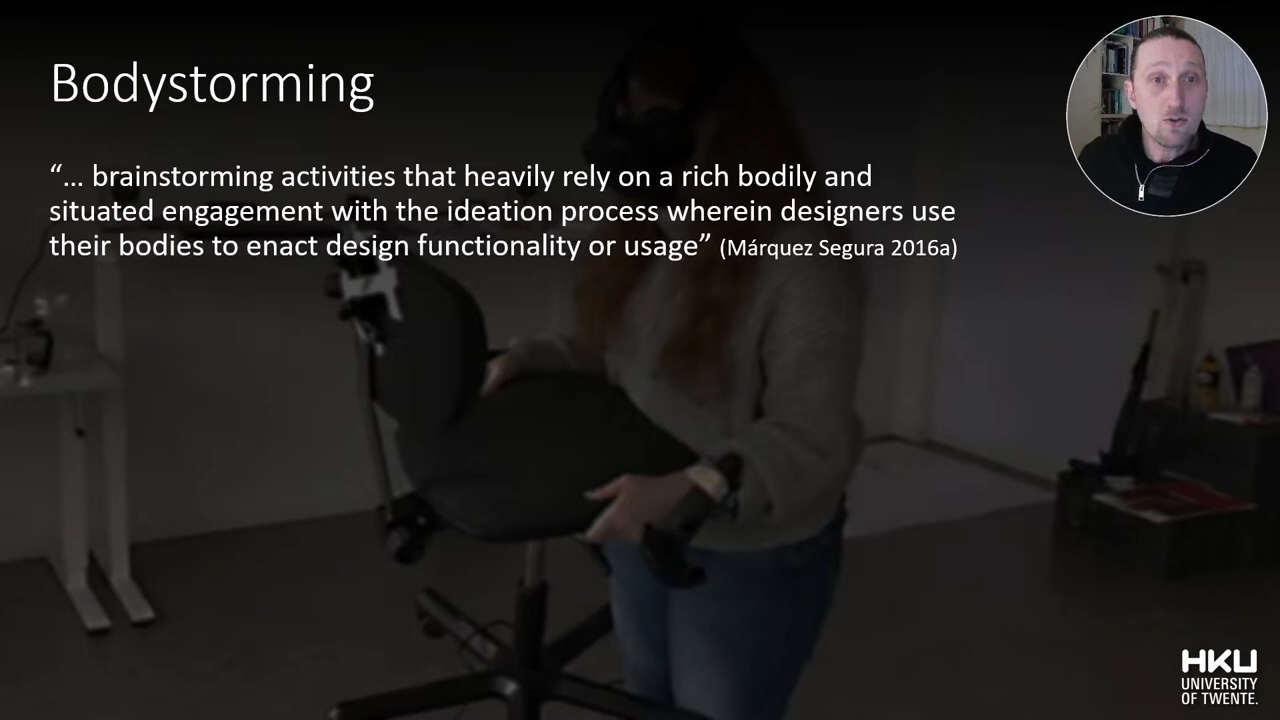 Bodystorming
“… brainstorming activities that heavily rely on a rich bodily and
situated engagement with the ideation process wherein designers use
their bodies to enact design functionality or usage” (Márquez Segura 2016a)
HKU
UNIVERSITY
OF TWENTE.